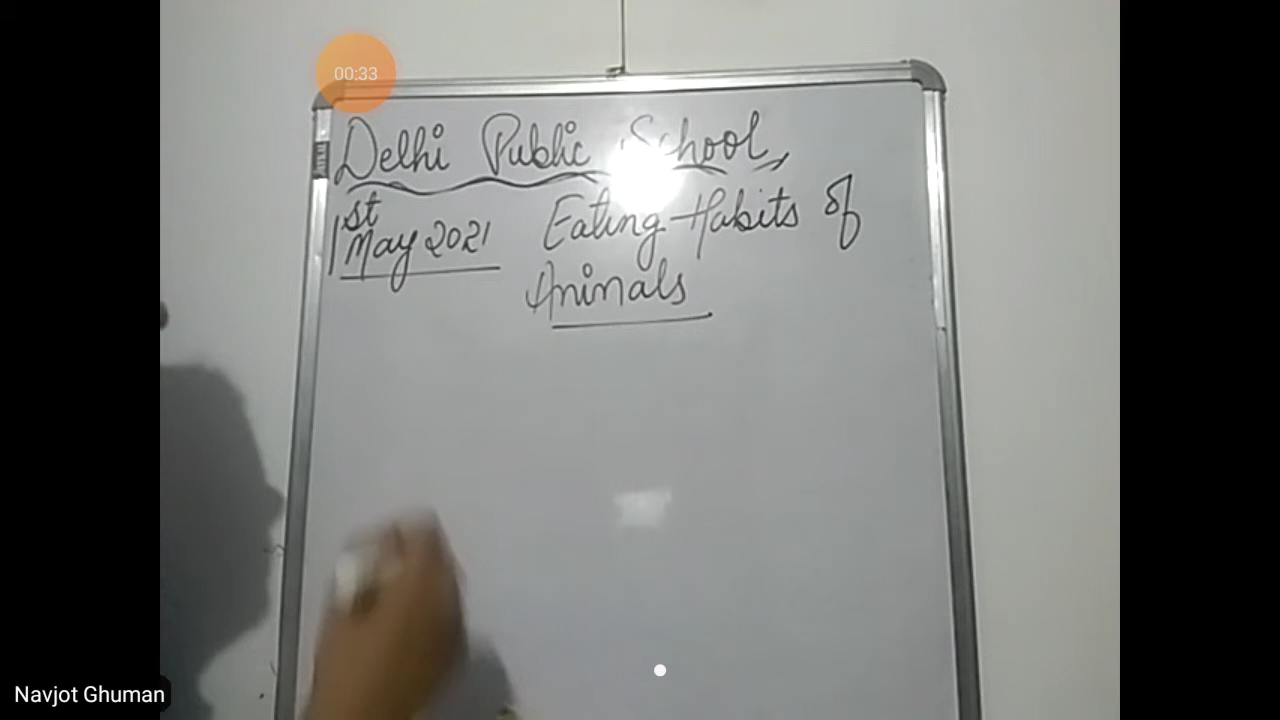 00:33
Delhi Public School,
1st May 2021
Eating Habits of
Animals
Navjot Ghuman